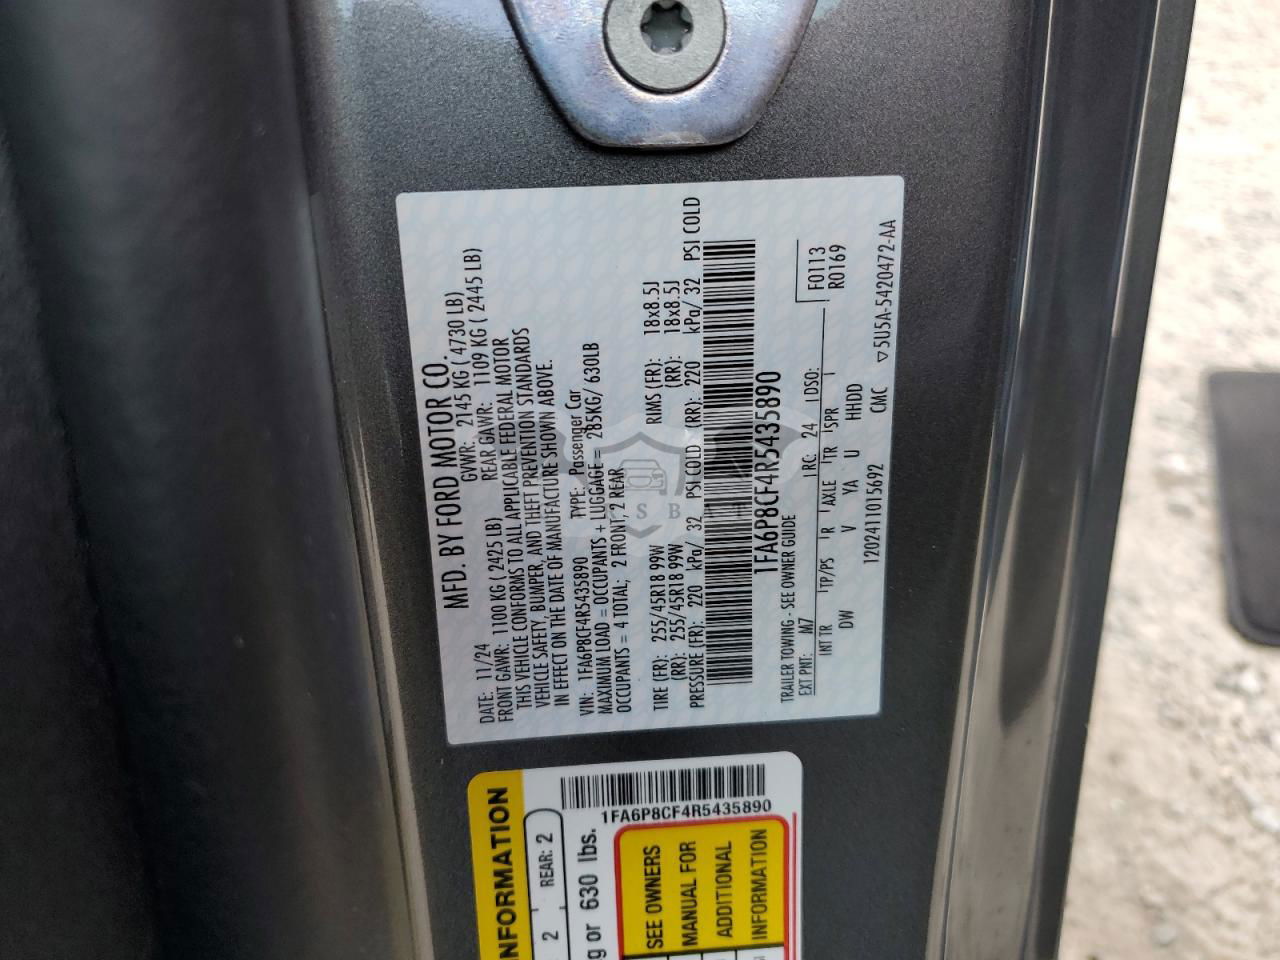 MFD. BY FORD MOTOR CO.
DATE: 11/24 GVWR: 2145 KG ( 4730 LB)
FRONT GAWR: 1100 KG ( 2425 LB) REAR GAWR: 1109 KG ( 2445 LB)
THIS VEHICLE CONFORMS TO ALL APPLICABLE FEDERAL MOTOR
VEHICLE SAFETY, BUMPER, AND THEFT PREVENTION STANDARDS
IN EFFECT ON THE DATE OF MANUFACTURE SHOWN ABOVE.
VIN: 1FA6P8CF4R5435890 TYPE: Passenger Car
MAXIMUM LOAD = OCCUPANTS + LUGGAGE = 285KG/ 630LB
OCCUPANTS = 4 TOTAL; 2 FRONT, 2 REAR
TIRE (FR): 255/45R18 99W RIMS (FR): 18x8.5J
(RR): 255/45R18 99W (RR): 18x8.5J
PRESSURE (FR): 220 kPa/ 32 PSI COLD (RR): 220 kPa/ 32 PSI COLD
1FA6P8CF4R5435890
TRAILER TOWING - SEE OWNER GUIDE
EXT PNT: M7 RC: 24 DSO: F0113
R0169
INT TR TP/PS R AXLE TR SPR
DW V YA U HHDD
1202411015692 CMC ▽5U5A-5420472-AA
NFORMATION
2 REAR: 2
g or 630 lbs.
1FA6P8CF4R5435890
SEE OWNERS
MANUAL FOR
ADDITIONAL
INFORMATION